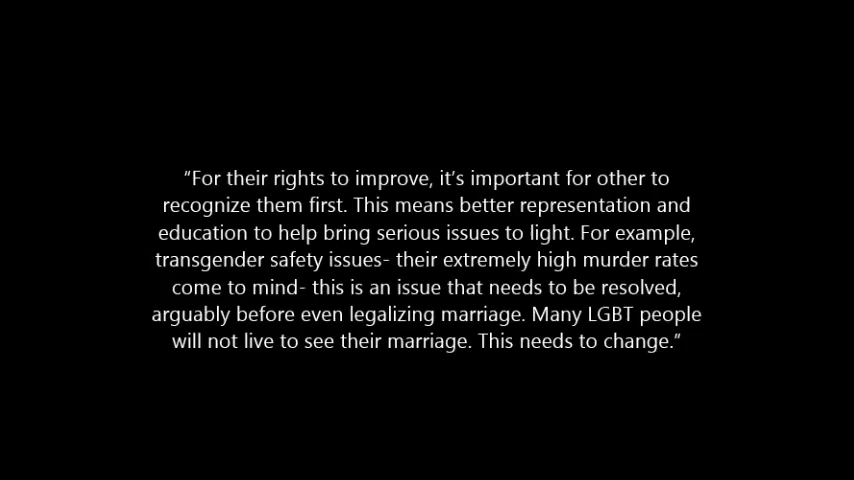 “For their rights to improve, it’s important for other to
recognize them first. This means better representation and
education to help bring serious issues to light. For example,
transgender safety issues- their extremely high murder rates
come to mind- this is an issue that needs to be resolved,
arguably before even legalizing marriage. Many LGBT people
will not live to see their marriage. This needs to change.”